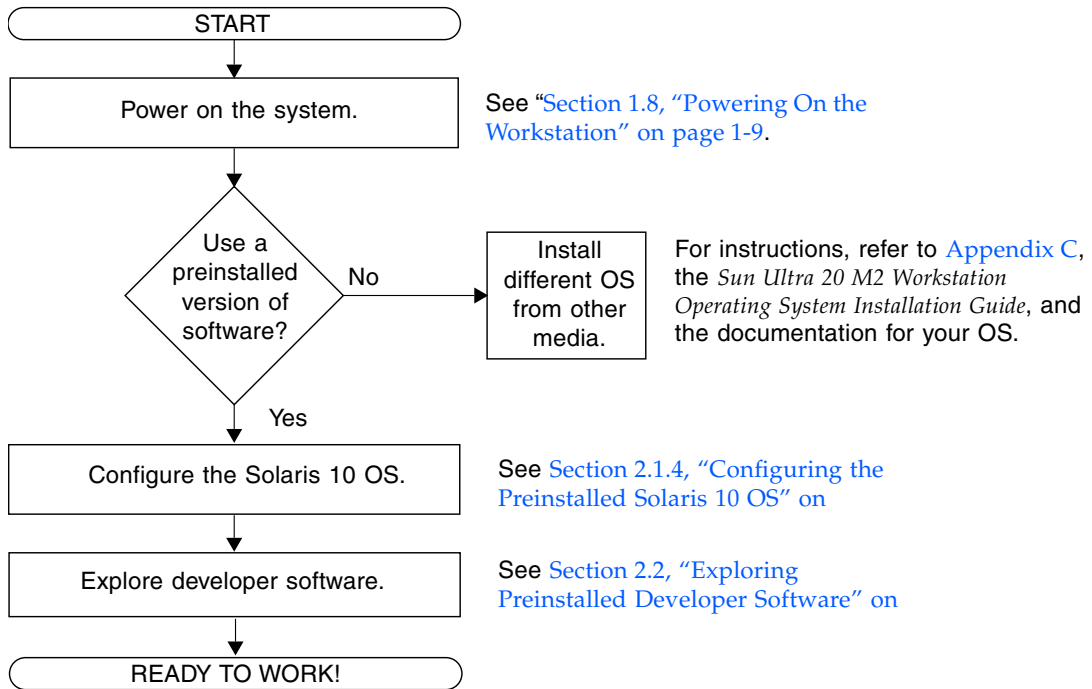 START
Power on the system.
See “Section 1.8, “Powering On the
Workstation” on page 1-9.
Use a
preinstalled
version of
software?
No
Install
different OS
from other
media.
For instructions, refer to Appendix C,
the Sun Ultra 20 M2 Workstation
Operating System Installation Guide, and
the documentation for your OS.
Yes
Configure the Solaris 10 OS.
See Section 2.1.4, “Configuring the
Preinstalled Solaris 10 OS” on
Explore developer software.
See Section 2.2, “Exploring
Preinstalled Developer Software” on
READY TO WORK!